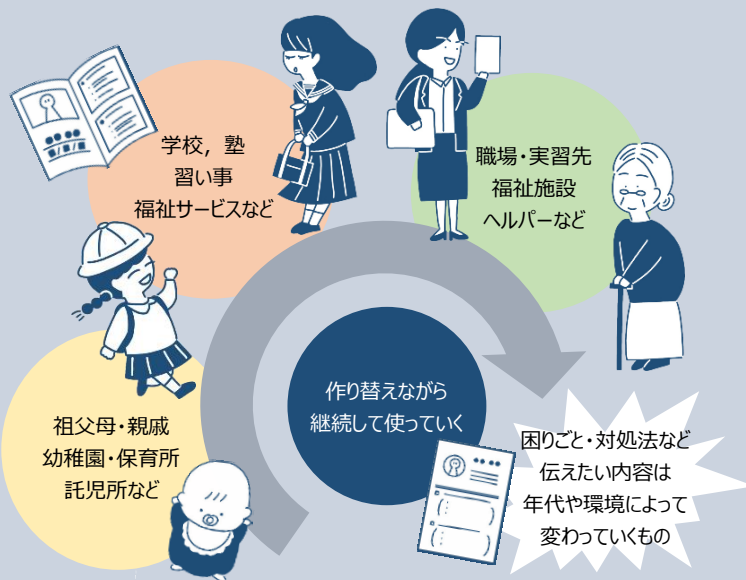 学校，塾
習い事
福祉サービスなど
職場・実習先
福祉施設
ヘルパーなど
祖父母・親戚
幼稚園・保育所
託児所など
作り替えながら
継続して使っていく
困りごと・対処法など
伝えたい内容は
年代や環境によって
変わっていくもの